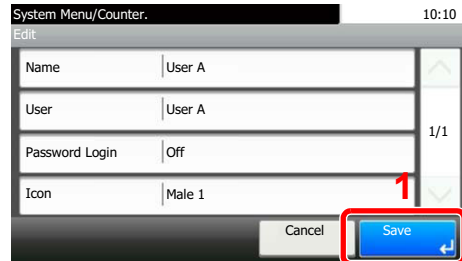 System Menu/Counter. 10:10
Edit
Name User A
User User A
1/1
Password Login Off
Icon Male 1
1
Cancel Save